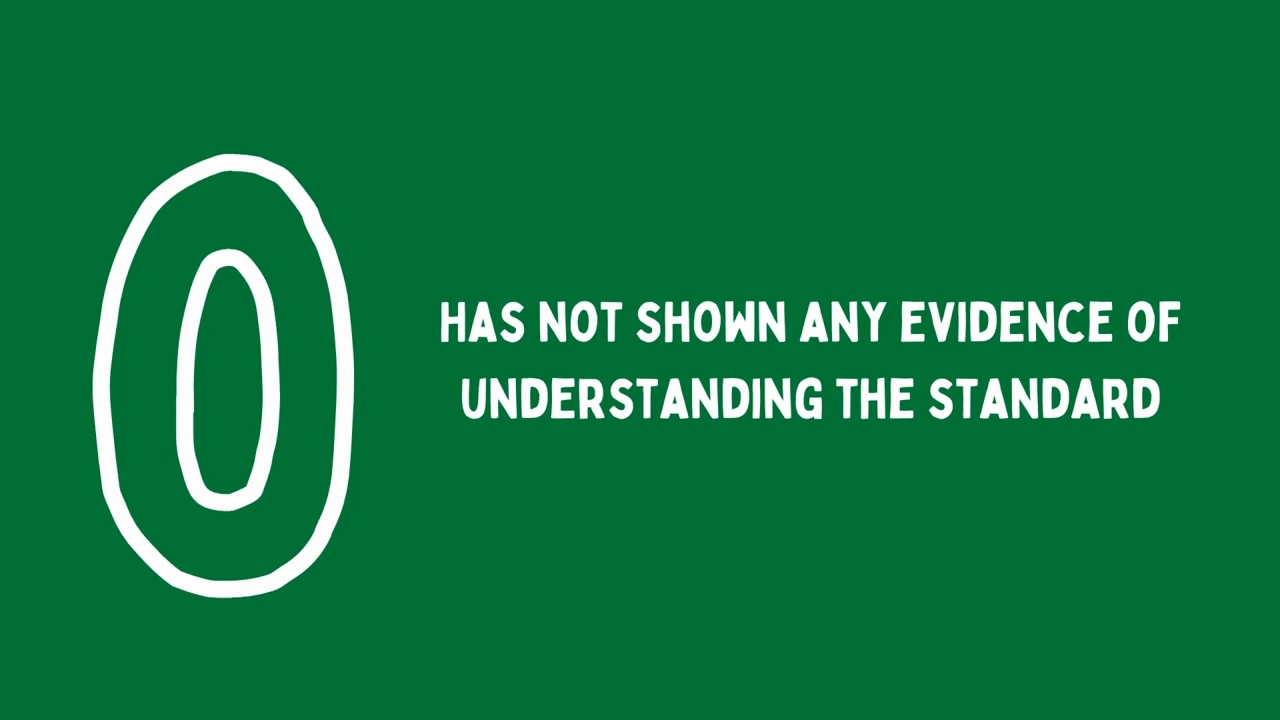 0
HAS NOT SHOWN ANY EVIDENCE OF
UNDERSTANDING THE STANDARD